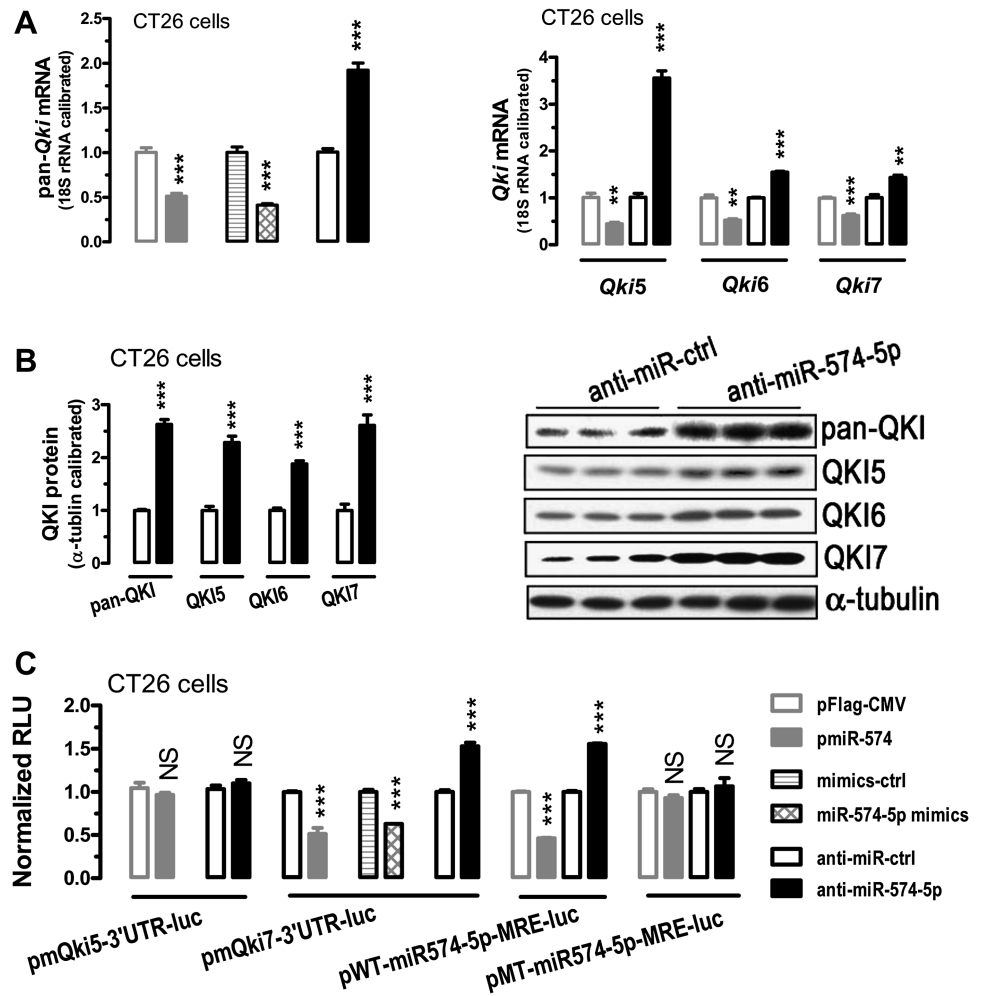 A
CT26 cells
pan-Qki mRNA
(18S rRNA calibrated)
2.5
2.0
1.5
1.0
0.5
0.0
***
***
***
CT26 cells
Qki mRNA
(18S rRNA calibrated)
4
3
2
1
0
**
***
**
***
***
**
Qki5
Qki6
Qki7
B
CT26 cells
QKI protein
(α-tublin calibrated)
3
2
1
0
***
***
***
***
pan-QKI
QKI5
QKI6
QKI7
anti-miR-ctrl
anti-miR-574-5p
pan-QKI
QKI5
QKI6
QKI7
α-tubulin
C
CT26 cells
Normalized RLU
2.0
1.5
1.0
0.5
0.0
NS
NS
***
***
***
***
***
NS
NS
pmQki5-3'UTR-luc
pmQki7-3'UTR-luc
pWT-miR574-5p-MRE-luc
pMT-miR574-5p-MRE-luc
pFlag-CMV
pmiR-574
mimics-ctrl
miR-574-5p mimics
anti-miR-ctrl
anti-miR-574-5p